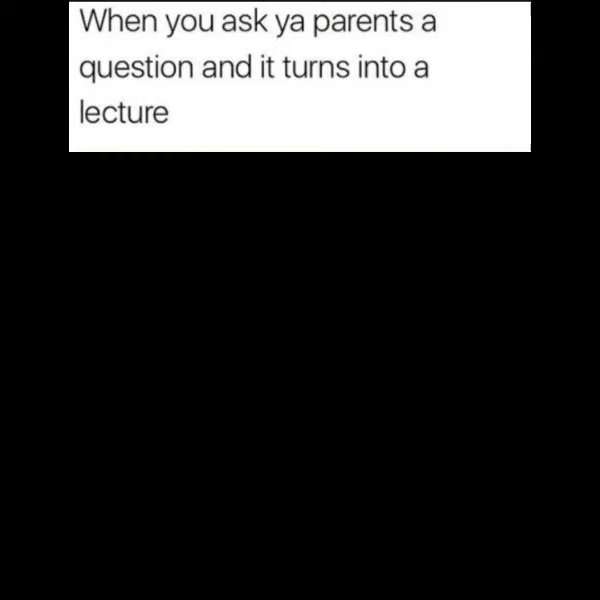 When you ask ya parents a
question and it turns into a
lecture